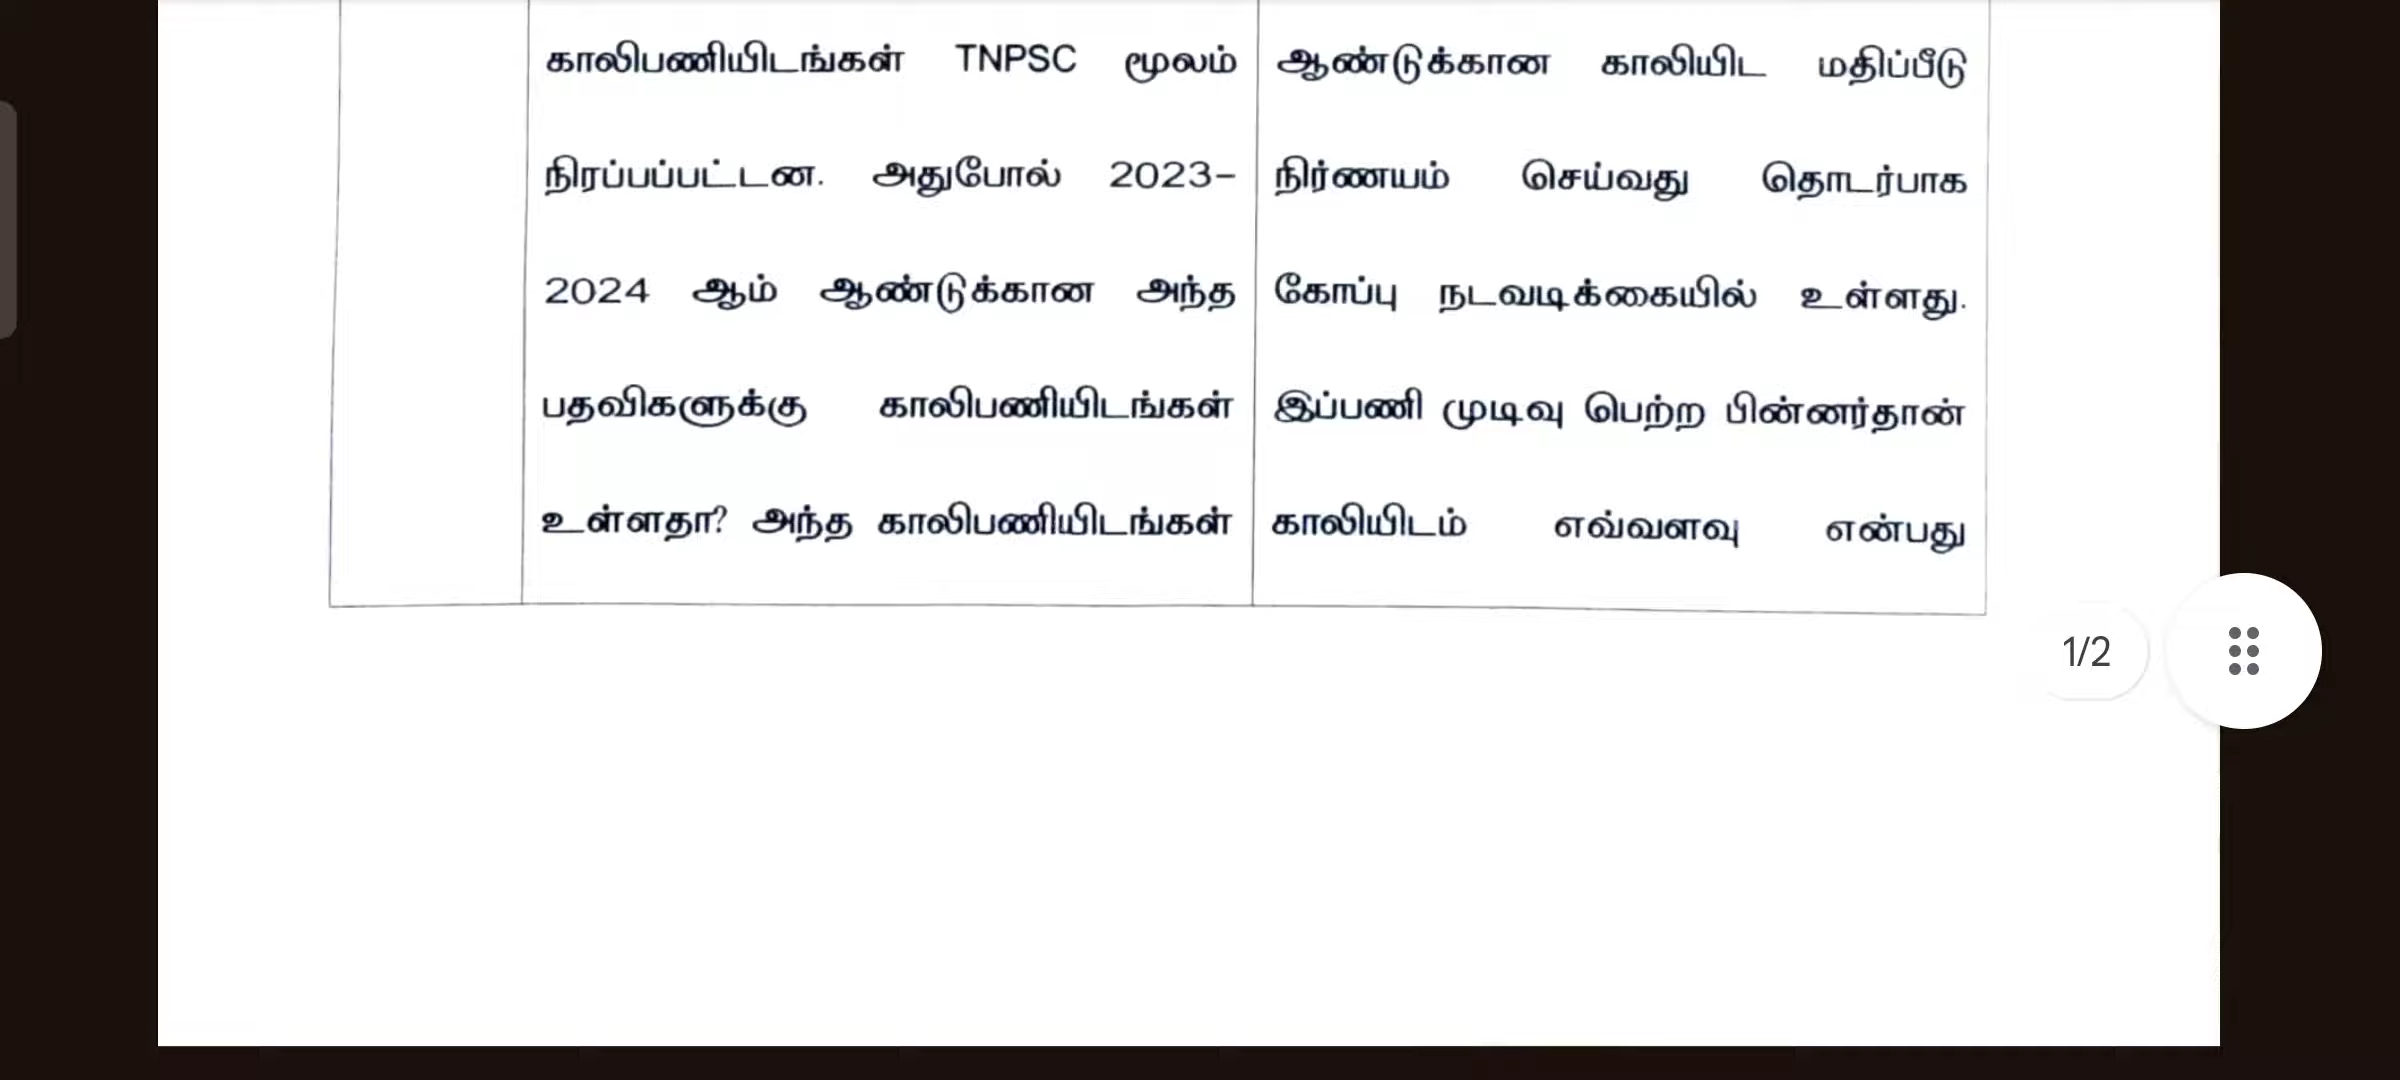 காலிபணியிடங்கள் TNPSC மூலம்
நிரப்பப்பட்டன. அதுபோல் 2023-
2024 ஆம் ஆண்டுக்கான அந்த
பதவிகளுக்கு காலிபணியிடங்கள்
உள்ளதா? அந்த காலிபணியிடங்கள்
ஆண்டுக்கான காலியிட மதிப்பீடு
நிர்ணயம் செய்வது தொடர்பாக
கோப்பு நடவடிக்கையில் உள்ளது.
இப்பணி முடிவு பெற்ற பின்னர்தான்
காலியிடம் எவ்வளவு என்பது
1/2